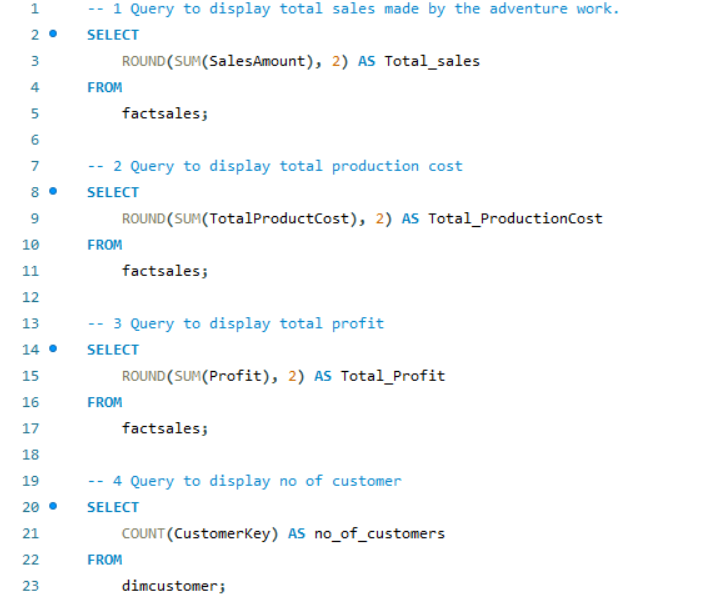 1 -- 1 Query to display total sales made by the adventure work.
2 SELECT
3 ROUND(SUM(SalesAmount), 2) AS Total_sales
4 FROM
5 factsales;
6
7 -- 2 Query to display total production cost
8 SELECT
9 ROUND(SUM(TotalProductCost), 2) AS Total_ProductionCost
10 FROM
11 factsales;
12
13 -- 3 Query to display total profit
14 SELECT
15 ROUND(SUM(Profit), 2) AS Total_Profit
16 FROM
17 factsales;
18
19 -- 4 Query to display no of customer
20 SELECT
21 COUNT(CustomerKey) AS no_of_customers
22 FROM
23 dimcustomer;